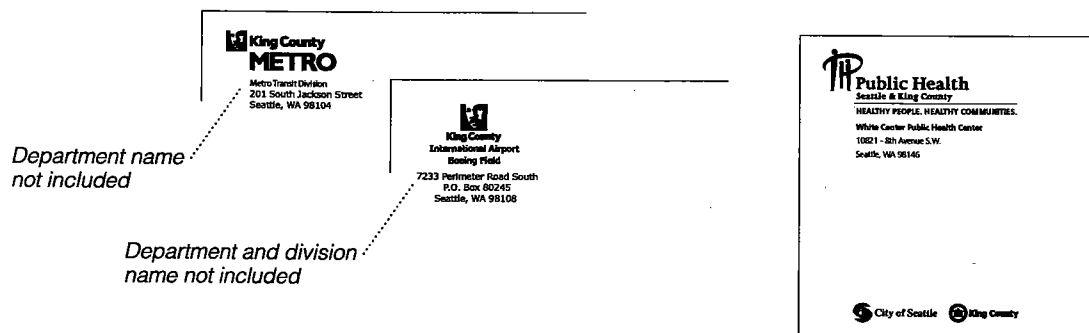 King County
METRO
Metro Transit Division
201 South Jackson Street
Seattle, WA 98104
Department name
not included
King County
International Airport
Boeing Field
7233 Perimeter Road South
P.O. Box 80245
Seattle, WA 98108
Department and division
name not included
Public Health
Seattle & King County
HEALTHY PEOPLE. HEALTHY COMMUNITIES.
White Center Public Health Center
10821 - 8th Avenue S.W.
Seattle, WA 98146
City of Seattle King County